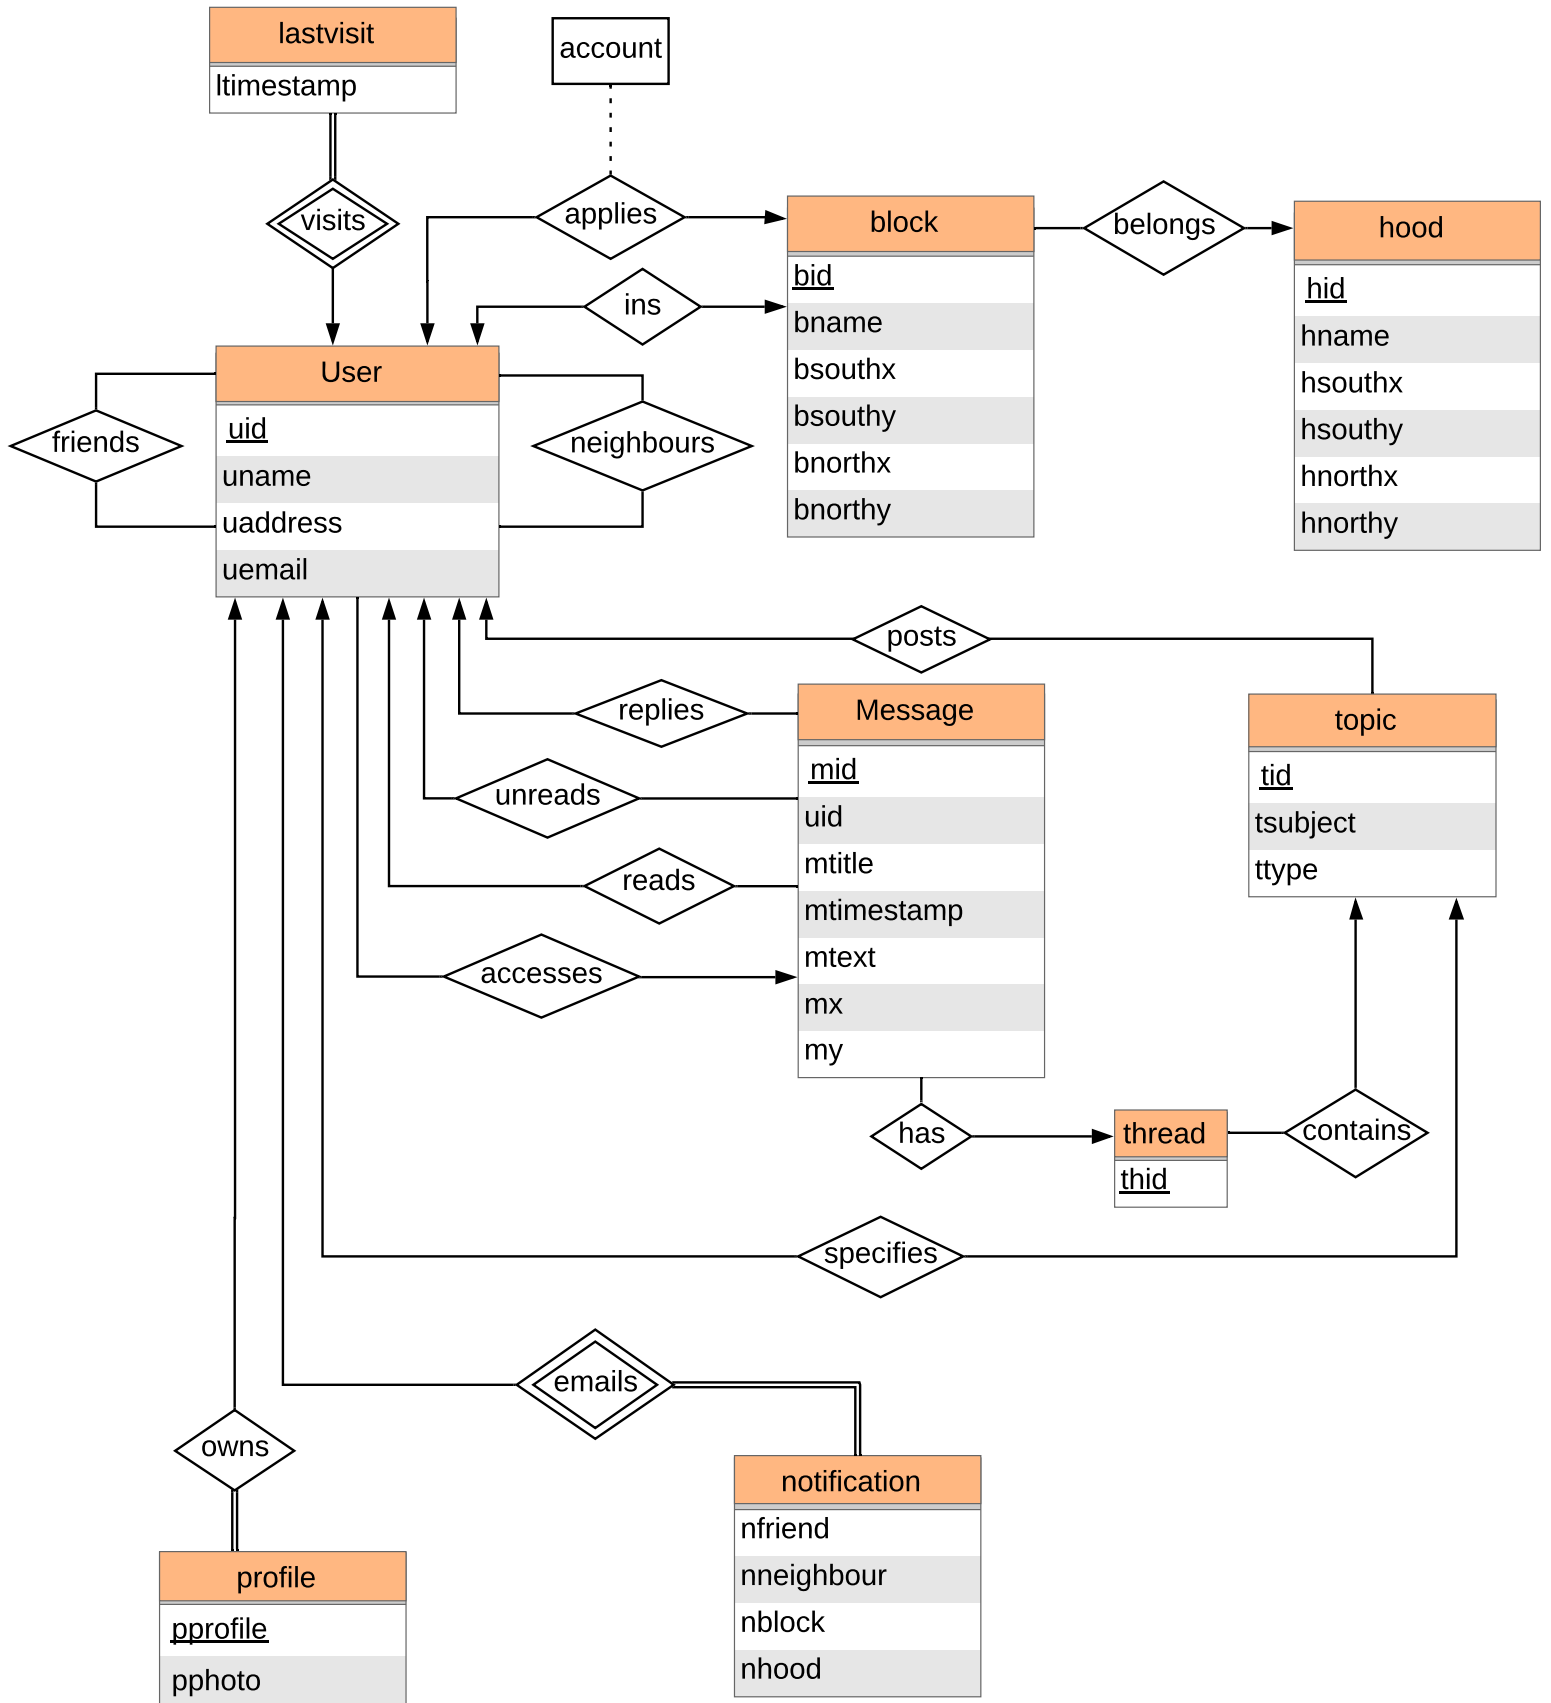 lastvisit
ltimestamp
account
visits
applies
block
bid
bname
bsouthx
bsouthy
bnorthx
bnorthy
belongs
hood
hid
hname
hsouthx
hsouthy
hnorthx
hnorthy
ins
User
uid
uname
uaddress
uemail
friends
neighbours
posts
replies
unreads
reads
accesses
Message
mid
uid
mtitle
mtimestamp
mtext
mx
my
topic
tid
tsubject
ttype
has
thread
thid
contains
specifies
emails
owns
notification
nfriend
nneighbour
nblock
nhood
profile
pprofile
pphoto